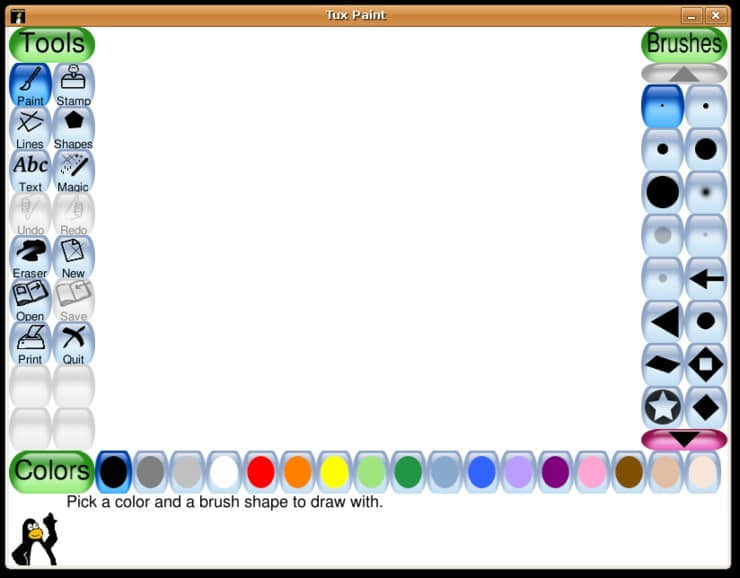 Tux Paint
Tools
Brushes
Paint Stamp
Lines Shapes
Abc
Text Magic
Undo Redo
Eraser New
Open Save
Print Quit
Colors
Pick a color and a brush shape to draw with.